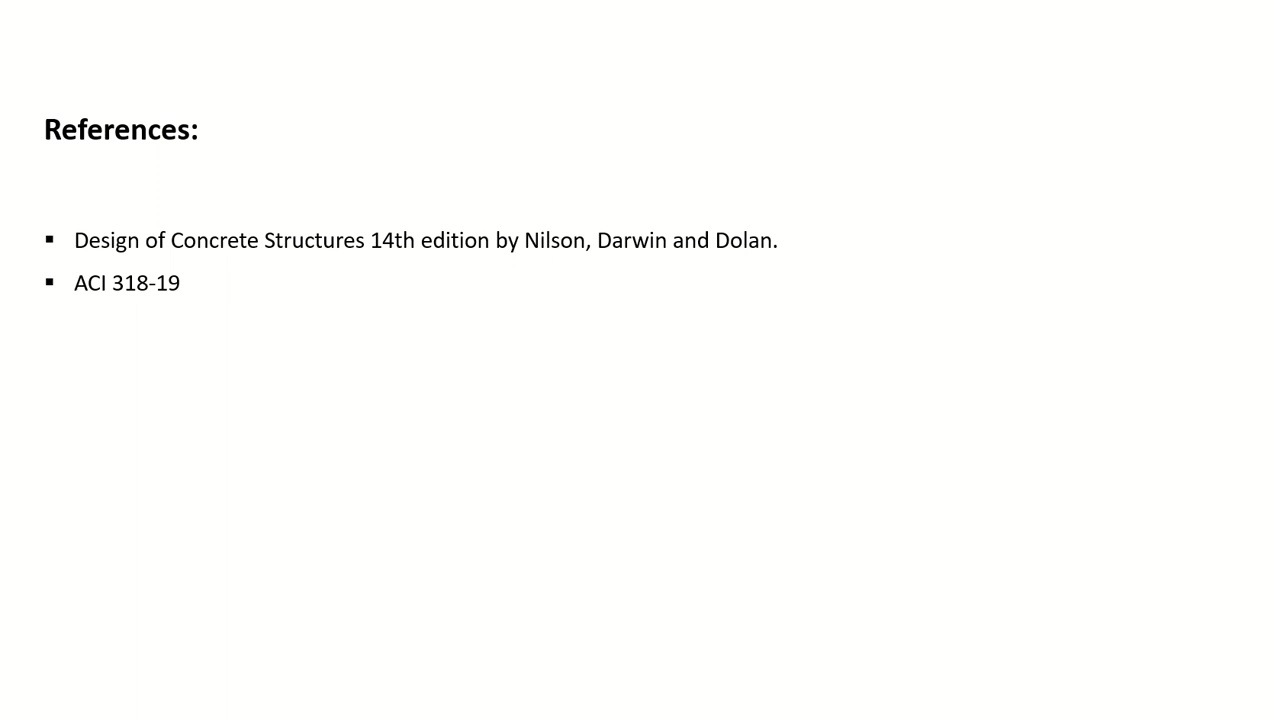 References:
▪ Design of Concrete Structures 14th edition by Nilson, Darwin and Dolan.
▪ ACI 318-19